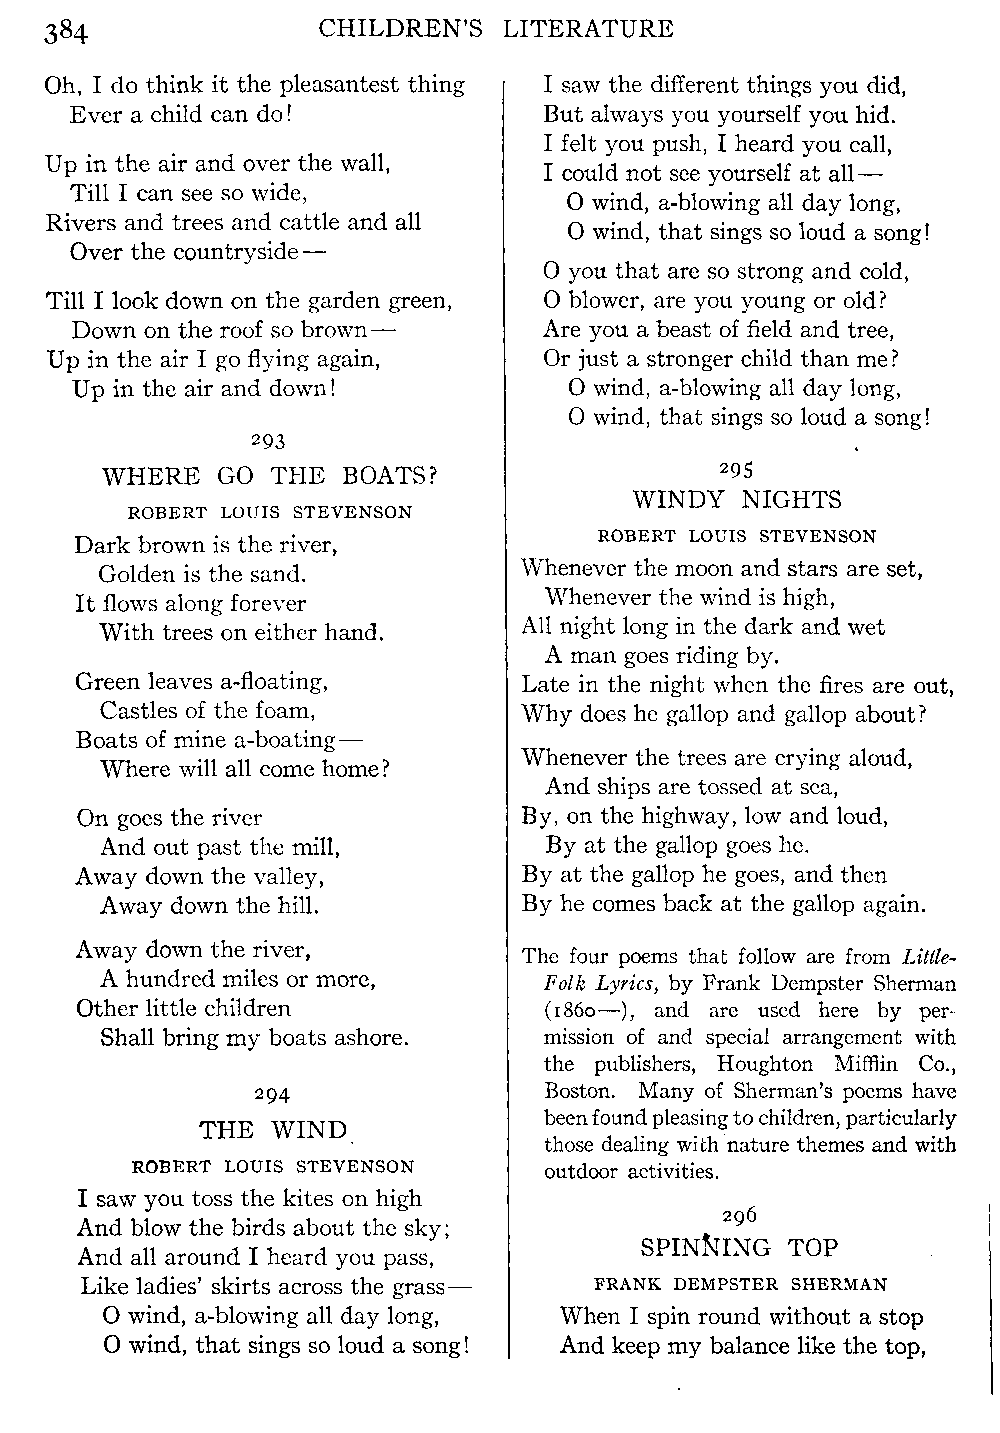 384
CHILDREN'S LITERATURE
Oh, I do think it the pleasantest thing
Ever a child can do!
Up in the air and over the wall,
Till I can see so wide,
Rivers and trees and cattle and all
Over the countryside—
Till I look down on the garden green,
Down on the roof so brown—
Up in the air I go flying again,
Up in the air and down!
293
WHERE GO THE BOATS?
ROBERT LOUIS STEVENSON
Dark brown is the river,
Golden is the sand.
It flows along forever
With trees on either hand.
Green leaves a-floating,
Castles of the foam,
Boats of mine a-boating—
Where will all come home?
On goes the river
And out past the mill,
Away down the valley,
Away down the hill.
Away down the river,
A hundred miles or more,
Other little children
Shall bring my boats ashore.
294
THE WIND
ROBERT LOUIS STEVENSON
I saw you toss the kites on high
And blow the birds about the sky;
And all around I heard you pass,
Like ladies' skirts across the grass—
O wind, a-blowing all day long,
O wind, that sings so loud a song!
I saw the different things you did,
But always you yourself you hid.
I felt you push, I heard you call,
I could not see yourself at all—
O wind, a-blowing all day long,
O wind, that sings so loud a song!
O you that are so strong and cold,
O blower, are you young or old?
Are you a beast of field and tree,
Or just a stronger child than me?
O wind, a-blowing all day long,
O wind, that sings so loud a song!
295
WINDY NIGHTS
ROBERT LOUIS STEVENSON
Whenever the moon and stars are set,
Whenever the wind is high,
All night long in the dark and wet
A man goes riding by.
Late in the night when the fires are out,
Why does he gallop and gallop about?
Whenever the trees are crying aloud,
And ships are tossed at sea,
By, on the highway, low and loud,
By at the gallop goes he.
By at the gallop he goes, and then
By he comes back at the gallop again.
The four poems that follow are from Little-
Folk Lyrics, by Frank Dempster Sherman
(1860—), and are used here by per-
mission of and special arrangement with
the publishers, Houghton Mifflin Co.,
Boston. Many of Sherman's poems have
been found pleasing to children, particularly
those dealing with nature themes and with
outdoor activities.
296
SPINNING TOP
FRANK DEMPSTER SHERMAN
When I spin round without a stop
And keep my balance like the top,